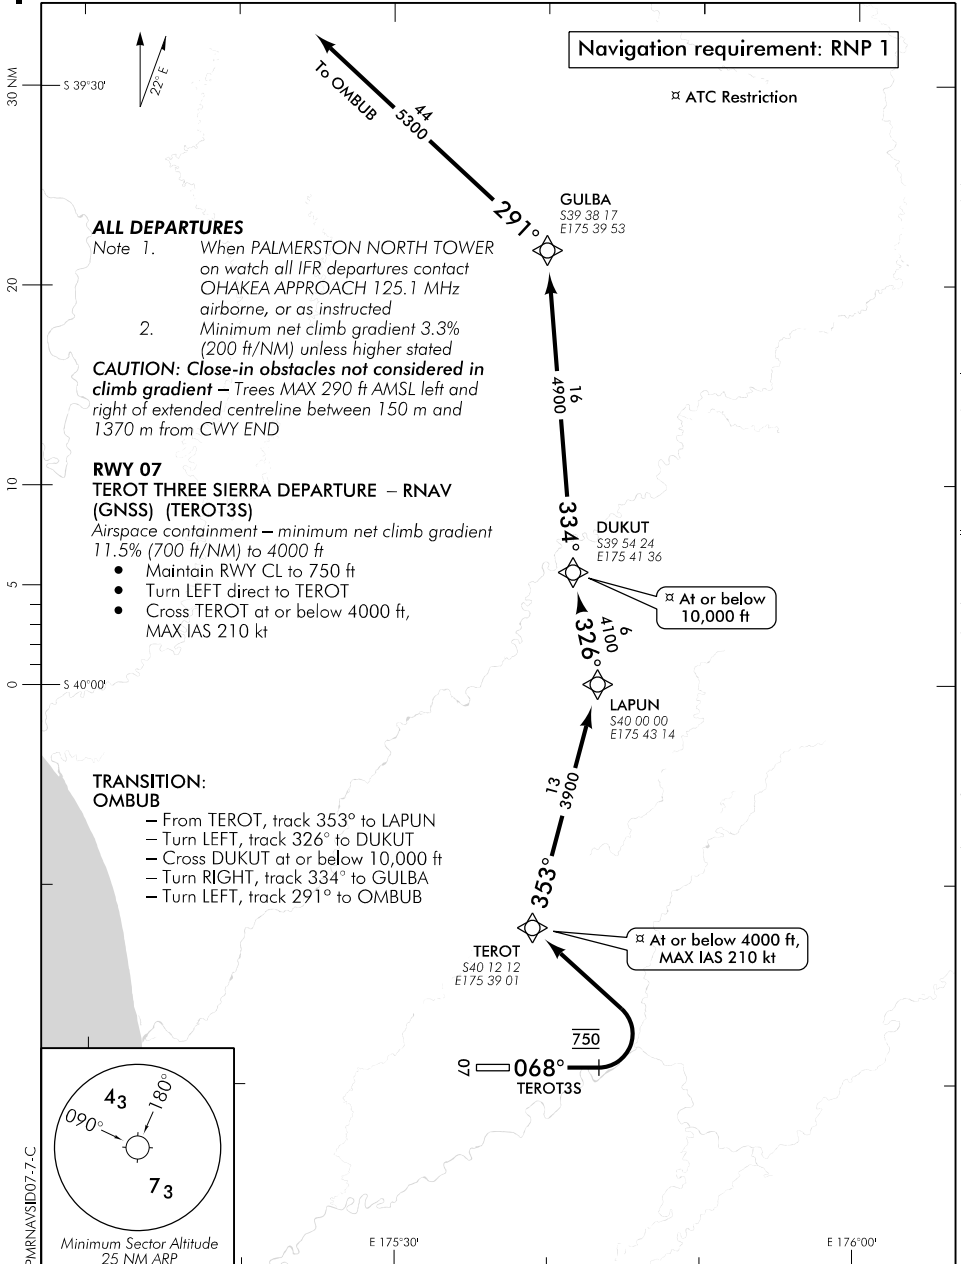 Navigation requirement: RNP 1
¤ ATC Restriction
22° E
30 NM
S 39°30'
To OMBUB
44
5300
291°
GULBA
S39 38 17
E175 39 53
ALL DEPARTURES
Note 1. When PALMERSTON NORTH TOWER
on watch all IFR departures contact
OHAKEA APPROACH 125.1 MHz
airborne, or as instructed
2. Minimum net climb gradient 3.3%
(200 ft/NM) unless higher stated
CAUTION: Close-in obstacles not considered in
climb gradient – Trees MAX 290 ft AMSL left and
right of extended centreline between 150 m and
1370 m from CWY END
20
16
4900
334°
RWY 07
TEROT THREE SIERRA DEPARTURE – RNAV
(GNSS) (TEROT3S)
Airspace containment – minimum net climb gradient
11.5% (700 ft/NM) to 4000 ft
• Maintain RWY CL to 750 ft
• Turn LEFT direct to TEROT
• Cross TEROT at or below 4000 ft,
MAX IAS 210 kt
10
DUKUT
S39 54 24
E175 41 36
¤ At or below
10,000 ft
5
6
4100
326°
0
S 40°00'
LAPUN
S40 00 00
E175 43 14
TRANSITION:
OMBUB
– From TEROT, track 353° to LAPUN
– Turn LEFT, track 326° to DUKUT
– Cross DUKUT at or below 10,000 ft
– Turn RIGHT, track 334° to GULBA
– Turn LEFT, track 291° to OMBUB
13
3900
353°
TEROT
S40 12 12
E175 39 01
¤ At or below 4000 ft,
MAX IAS 210 kt
750
07
068°
TEROT3S
43
180°
090°
73
Minimum Sector Altitude
25 NM ARP
PMRNAVSID07-7-C
E 175°30'
E 176°00'